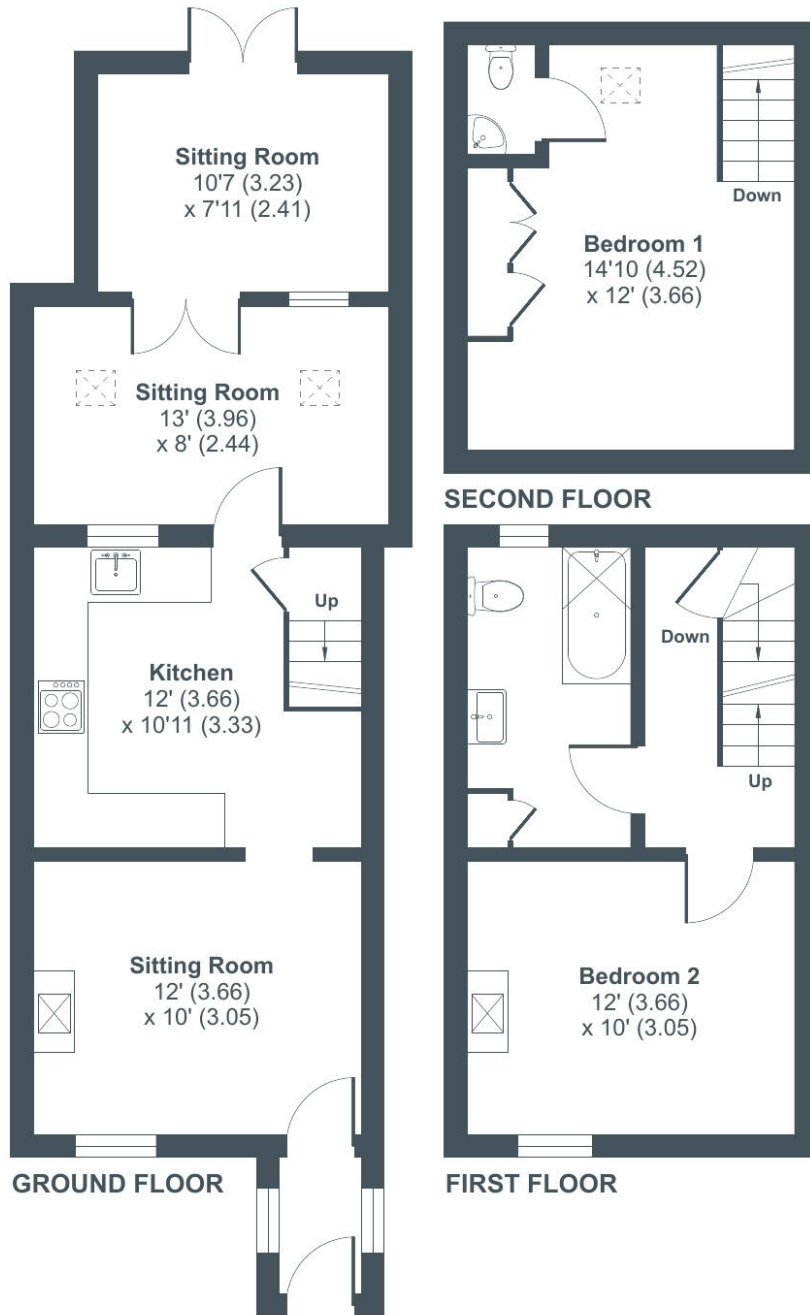 Sitting Room
10'7 (3.23)
x 7'11 (2.41)
Sitting Room
13' (3.96)
x 8' (2.44)
Up
Kitchen
12' (3.66)
x 10'11 (3.33)
Sitting Room
12' (3.66)
x 10' (3.05)
GROUND FLOOR
Down
Bedroom 1
14'10 (4.52)
x 12' (3.66)
SECOND FLOOR
Down
Up
Bedroom 2
12' (3.66)
x 10' (3.05)
FIRST FLOOR